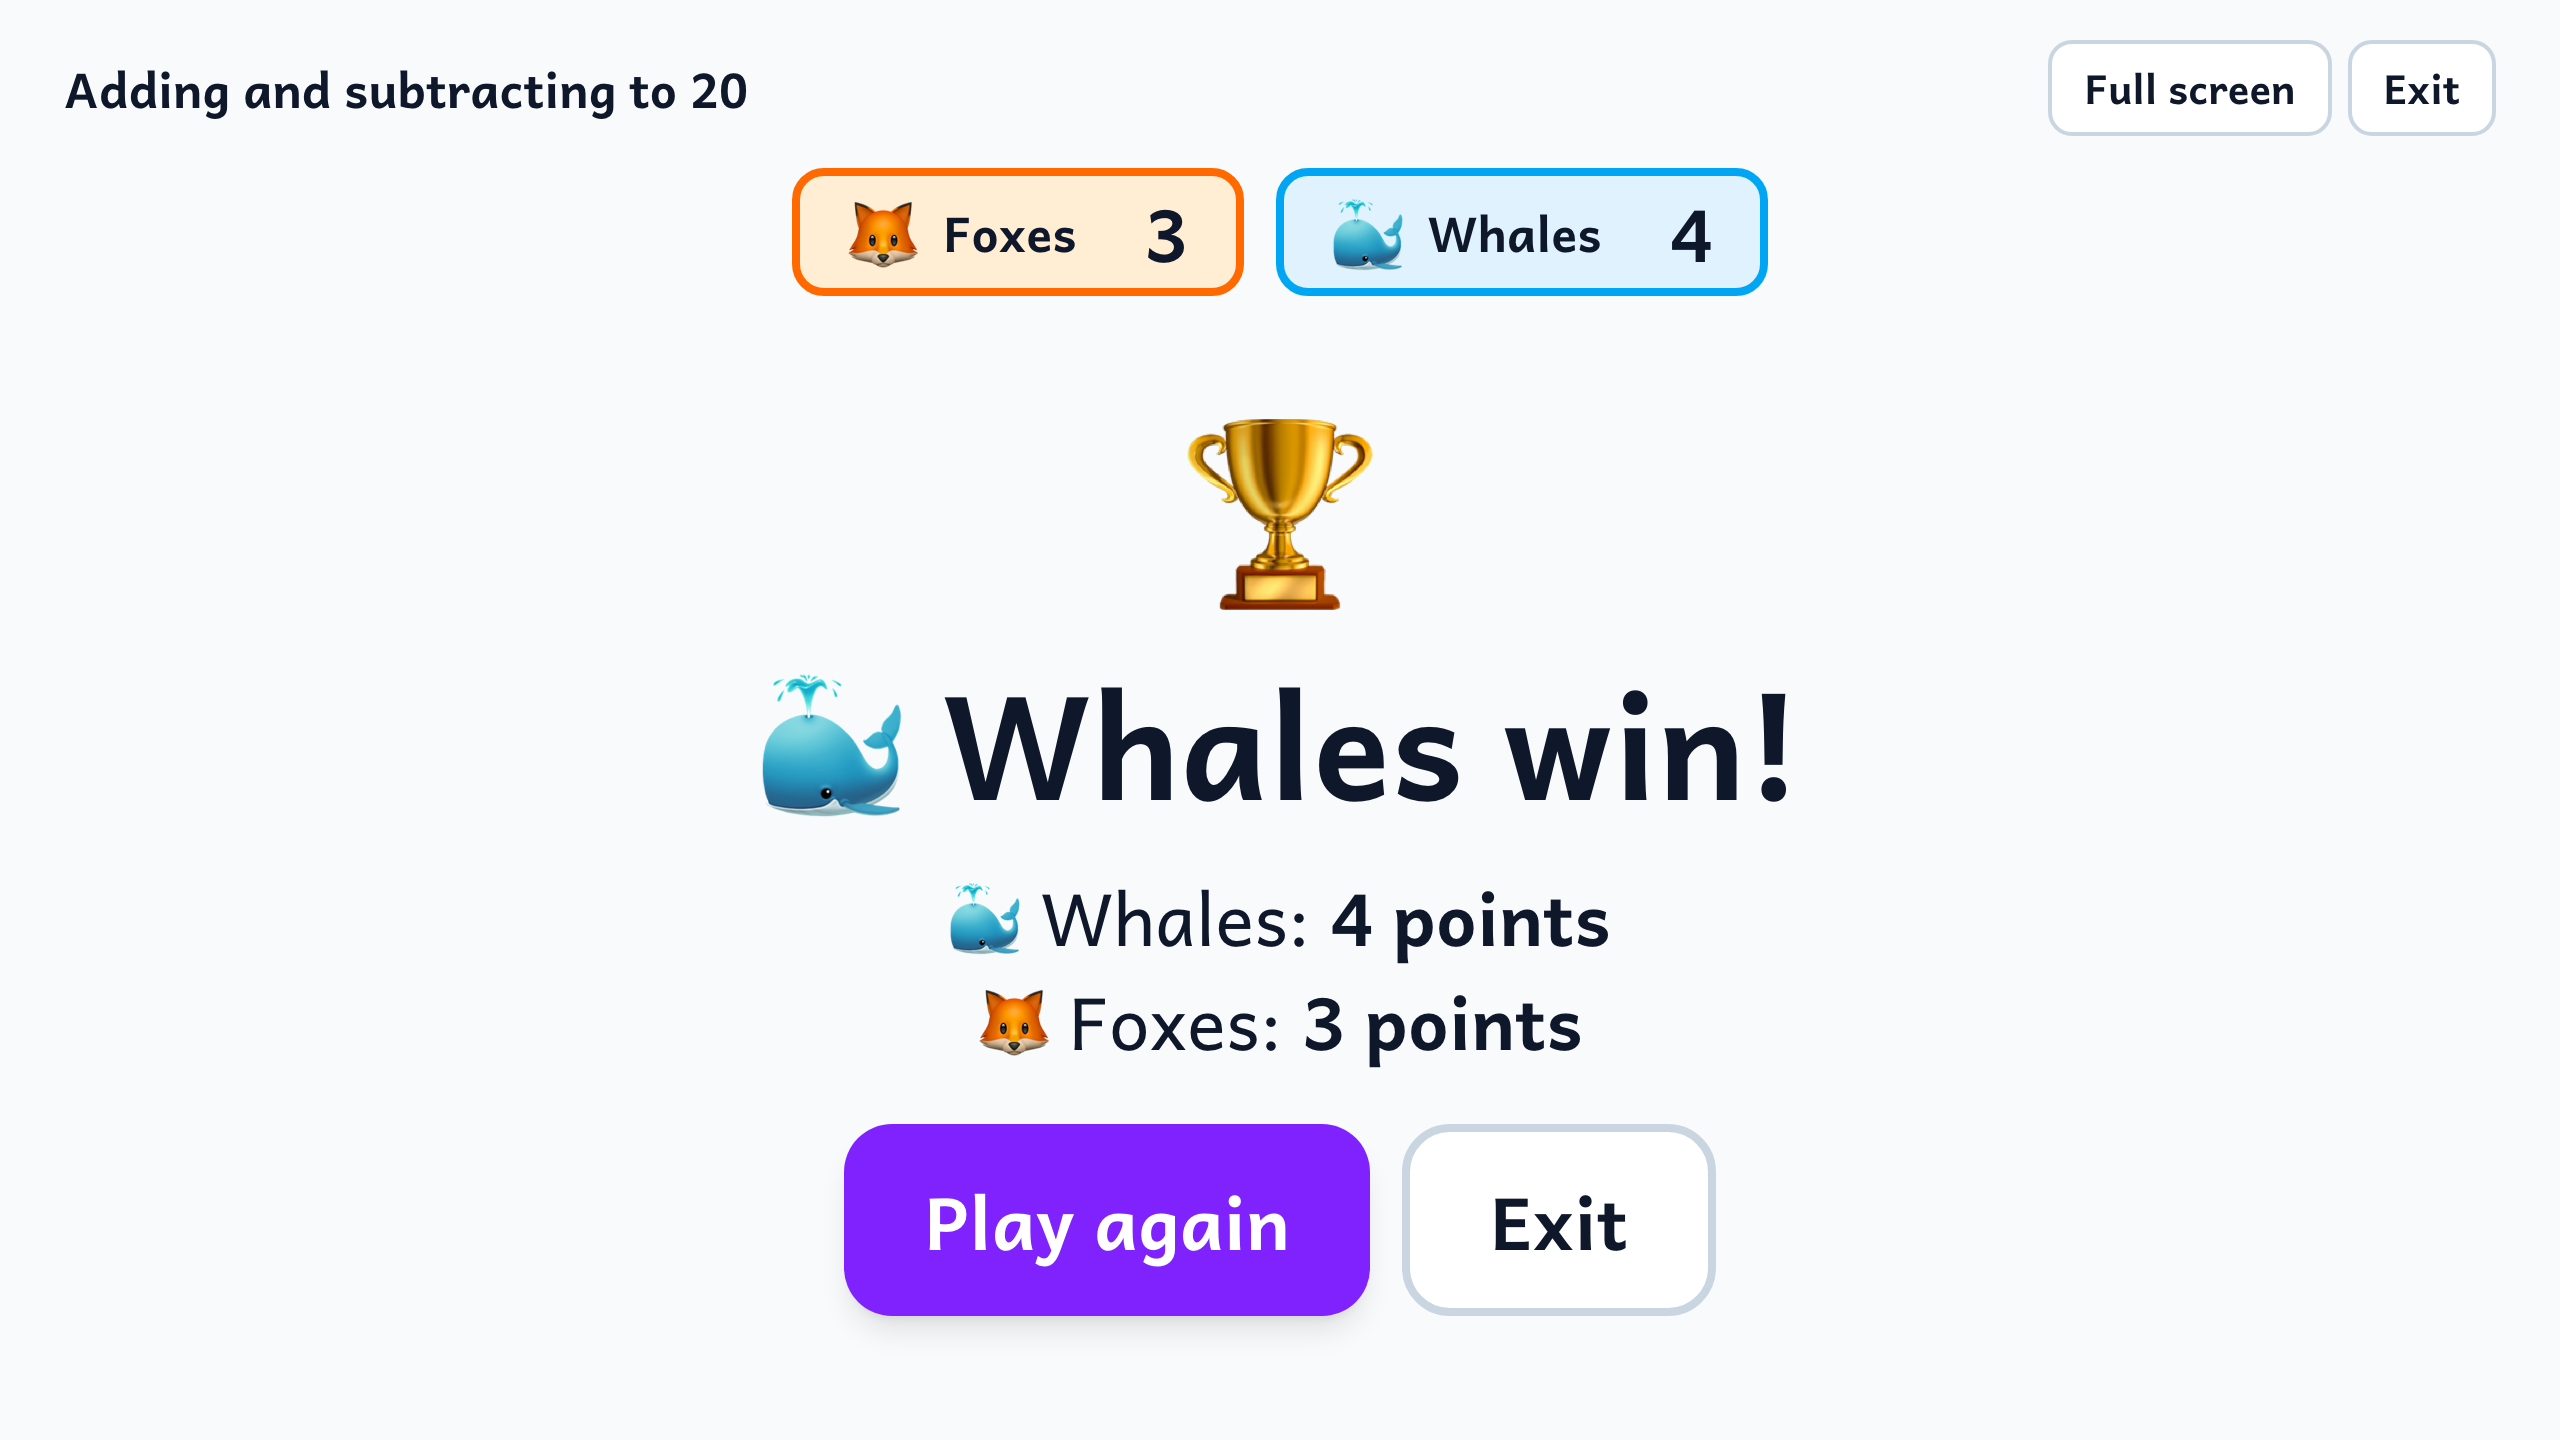 Adding and subtracting to 20
Full screen
Exit
Foxes 3
Whales 4
Whales win!
Whales: 4 points
Foxes: 3 points
Play again
Exit